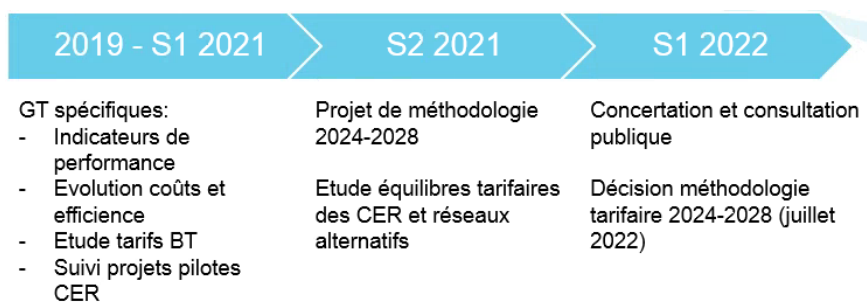 2019 - S1 2021
S2 2021
S1 2022
GT spécifiques:
- Indicateurs de
performance
- Evolution coûts et
efficience
- Etude tarifs BT
- Suivi projets pilotes
CER
Projet de méthodologie
2024-2028
Etude équilibres tarifaires
des CER et réseaux
alternatifs
Concertation et consultation
publique
Décision méthodologie
tarifaire 2024-2028 (juillet
2022)